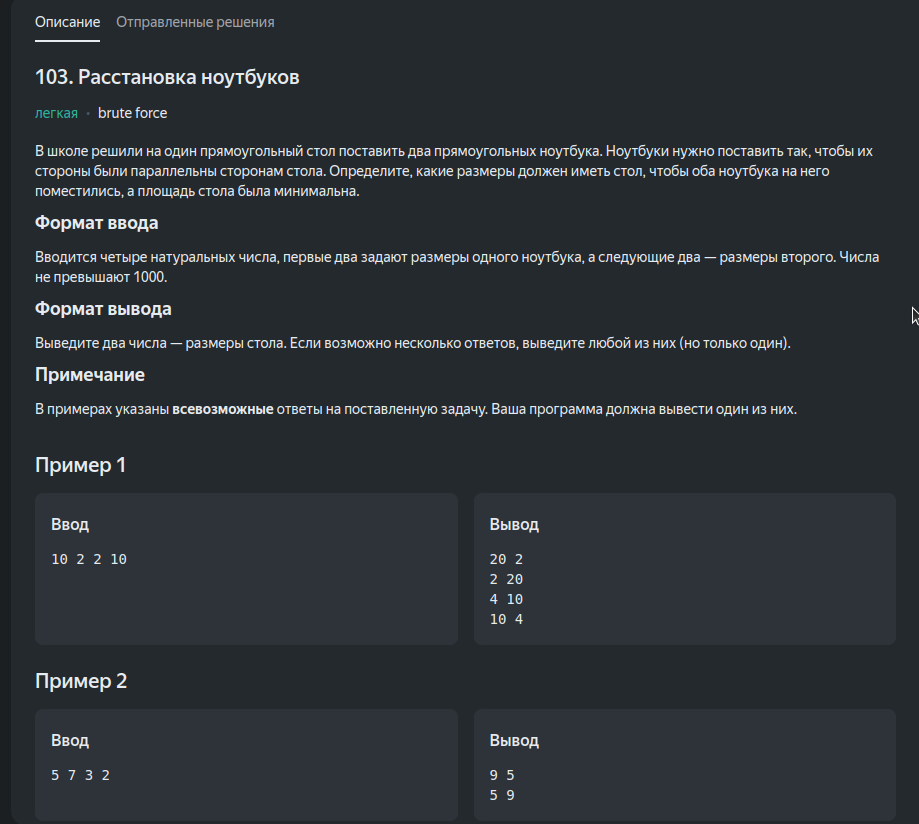 Описание Отправленные решения
103. Расстановка ноутбуков
легкая · brute force
В школе решили на один прямоугольный стол поставить два прямоугольных ноутбука. Ноутбуки нужно поставить так, чтобы их
стороны были параллельны сторонам стола. Определите, какие размеры должен иметь стол, чтобы оба ноутбука на него
поместились, а площадь стола была минимальна.
Формат ввода
Вводится четыре натуральных числа, первые два задают размеры одного ноутбука, а следующие два — размеры второго. Числа
не превышают 1000.
Формат вывода
Выведите два числа — размеры стола. Если возможно несколько ответов, выведите любой из них (но только один).
Примечание
В примерах указаны всевозможные ответы на поставленную задачу. Ваша программа должна вывести один из них.
Пример 1
Ввод
10 2 2 10
Вывод
20 2
2 20
4 10
10 4
Пример 2
Ввод
5 7 3 2
Вывод
9 5
5 9